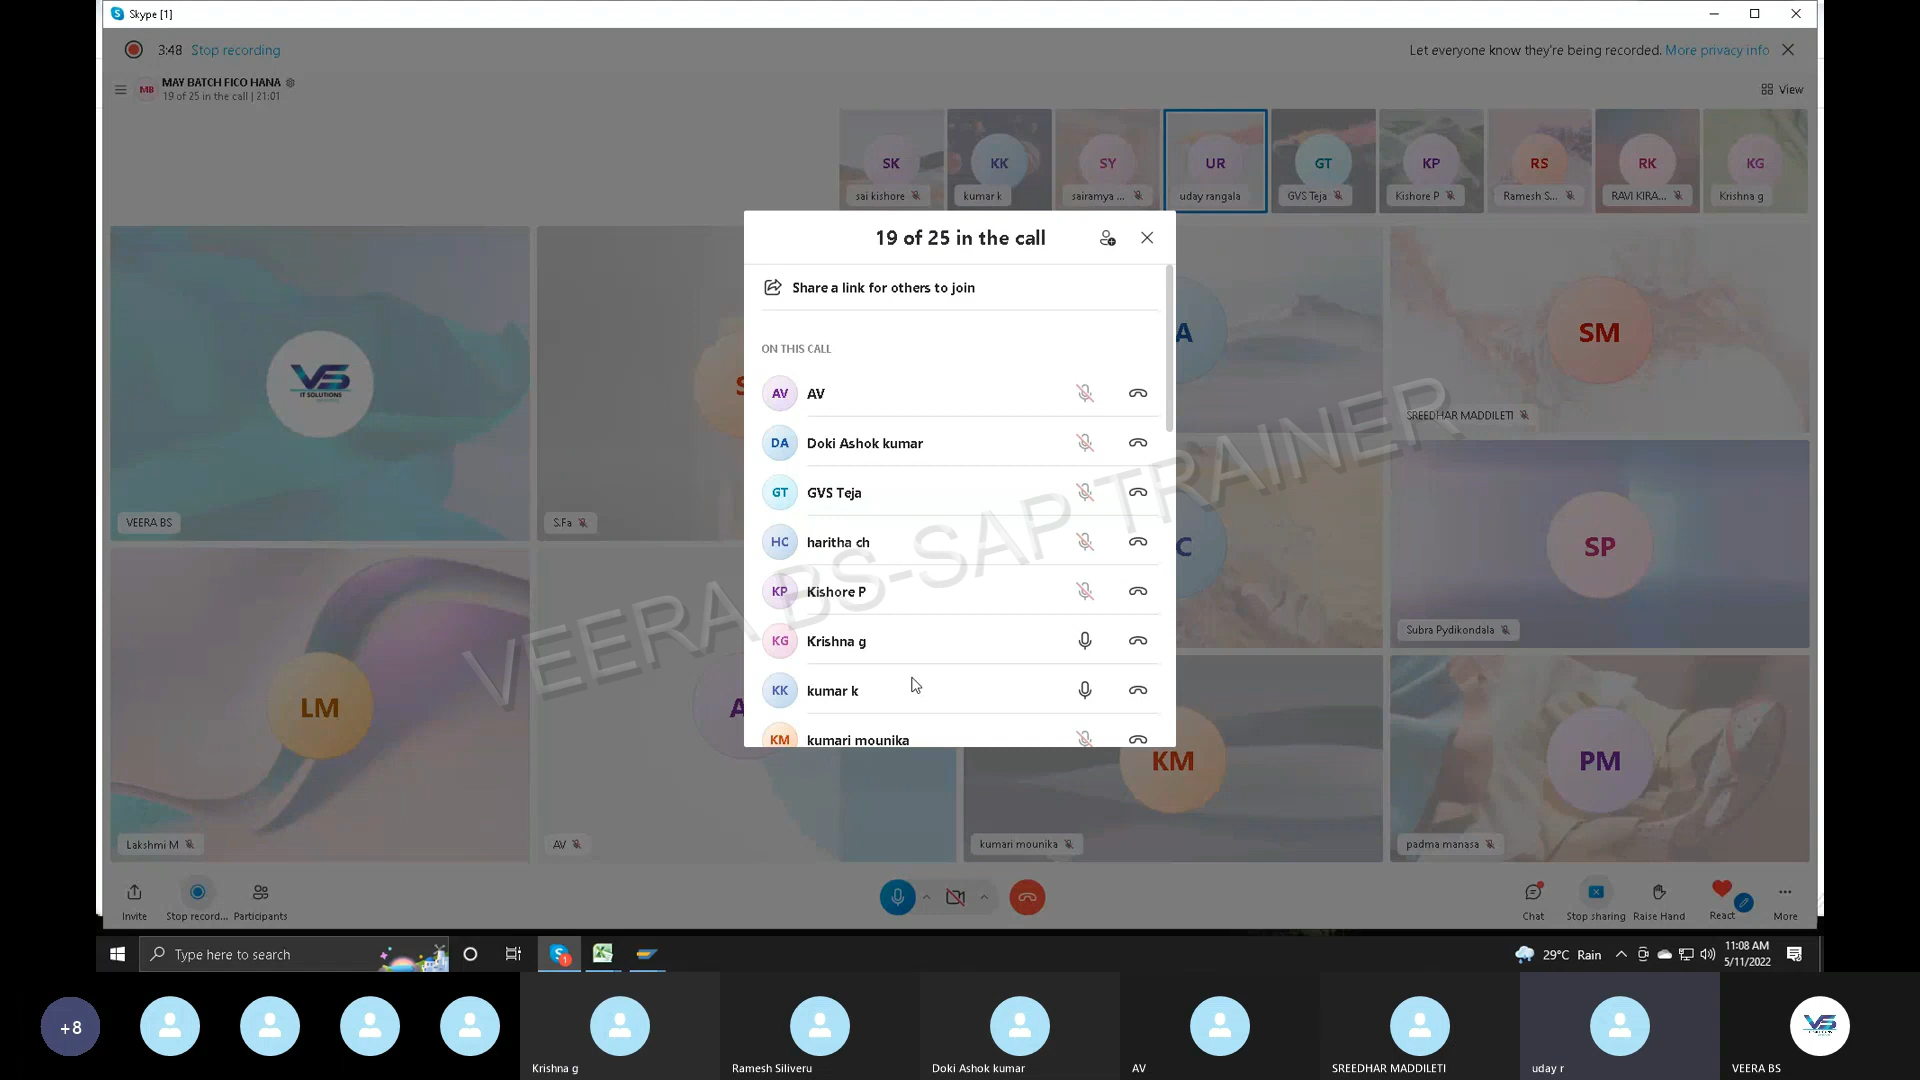 Skype [1]
3:48 Stop recording
Let everyone know they're being recorded. More privacy info
MB MAY BATCH FICO HANA
19 of 25 in the call | 21:01
View
SK KK SY UR GT KP RS RK KG
sai kishore kumar k sairamya ... uday rangala GVS Teja Kishore P Ramesh S... RAVI KIRA... Krishna g
19 of 25 in the call
Share a link for others to join
ON THIS CALL
AV AV
DA Doki Ashok kumar
GT GVS Teja
HC haritha ch
KP Kishore P
KG Krishna g
KK kumar k
KM kumari mounika
VS
IT SOLUTIONS
VEERA BS
S.Fa
SM
SREEDHAR MADDILETI
SP
Subra Pydikondala
LM
Lakshmi M
AV
KM
kumari mounika
PM
padma manasa
VEERA BS-SAP TRAINER
Invite Stop record... Participants
Chat Stop sharing Raise Hand React More
Type here to search
29°C Rain
11:08 AM
5/11/2022
+8
Krishna g Ramesh Siliveru Doki Ashok kumar AV SREEDHAR MADDILETI uday r VEERA BS